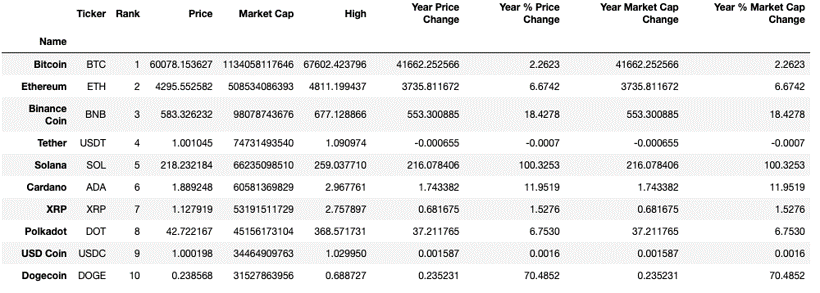 Ticker Rank Price Market Cap High Year Price Change Year % Price Change Year Market Cap Change Year % Market Cap Change
Name
Bitcoin BTC 1 60078.153627 1134058117646 67602.423796 41662.252566 2.2623 41662.252566 2.2623
Ethereum ETH 2 4295.552582 508534086393 4811.199437 3735.811672 6.6742 3735.811672 6.6742
Binance Coin BNB 3 583.326232 98078743676 677.128866 553.300885 18.4278 553.300885 18.4278
Tether USDT 4 1.001045 74731493540 1.090974 -0.000655 -0.0007 -0.000655 -0.0007
Solana SOL 5 218.232184 66235098510 259.037710 216.078406 100.3253 216.078406 100.3253
Cardano ADA 6 1.889248 60581369829 2.967761 1.743382 11.9519 1.743382 11.9519
XRP XRP 7 1.127919 53191511729 2.757897 0.681675 1.5276 0.681675 1.5276
Polkadot DOT 8 42.722167 45156173104 368.571731 37.211765 6.7530 37.211765 6.7530
USD Coin USDC 9 1.000198 34464909763 1.029950 0.001587 0.0016 0.001587 0.0016
Dogecoin DOGE 10 0.238568 31527863956 0.688727 0.235231 70.4852 0.235231 70.4852